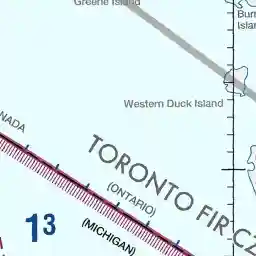 Greene Island
Western Duck Island
TORONTO FIR CZ
(ONTARIO)
(MICHIGAN)
1³